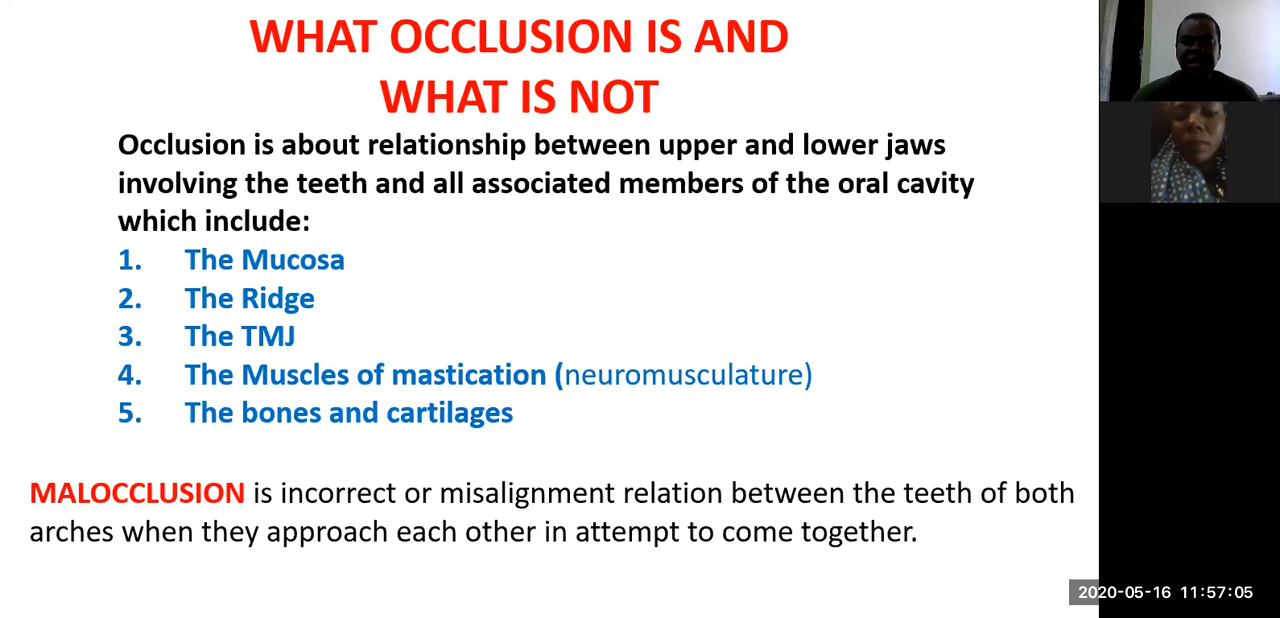 WHAT OCCLUSION IS AND
WHAT IS NOT
Occlusion is about relationship between upper and lower jaws
involving the teeth and all associated members of the oral cavity
which include:
1. The Mucosa
2. The Ridge
3. The TMJ
4. The Muscles of mastication (neuromusculature)
5. The bones and cartilages
MALOCCLUSION is incorrect or misalignment relation between the teeth of both
arches when they approach each other in attempt to come together.
2020-05-16 11:57:05